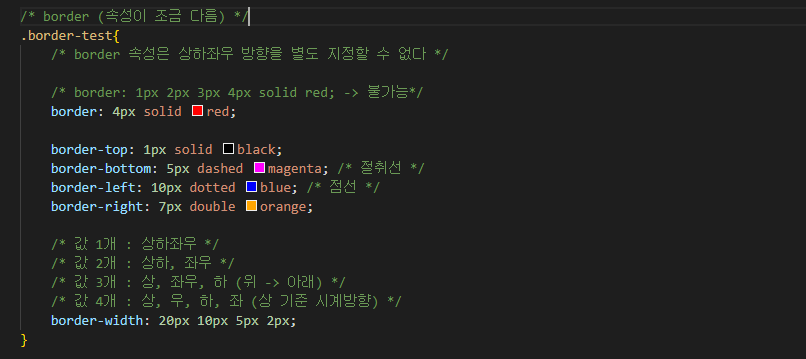 /* border (속성이 조금 다름) */
.border-test{
/* border 속성은 상하좌우 방향을 별도 지정할 수 없다 */
/* border: 1px 2px 3px 4px solid red; -> 불가능*/
border: 4px solid red;
border-top: 1px solid black;
border-bottom: 5px dashed magenta; /* 절취선 */
border-left: 10px dotted blue; /* 점선 */
border-right: 7px double orange;
/* 값 1개 : 상하좌우 */
/* 값 2개 : 상하, 좌우 */
/* 값 3개 : 상, 좌우, 하 (위 -> 아래) */
/* 값 4개 : 상, 우, 하, 좌 (상 기준 시계방향) */
border-width: 20px 10px 5px 2px;
}